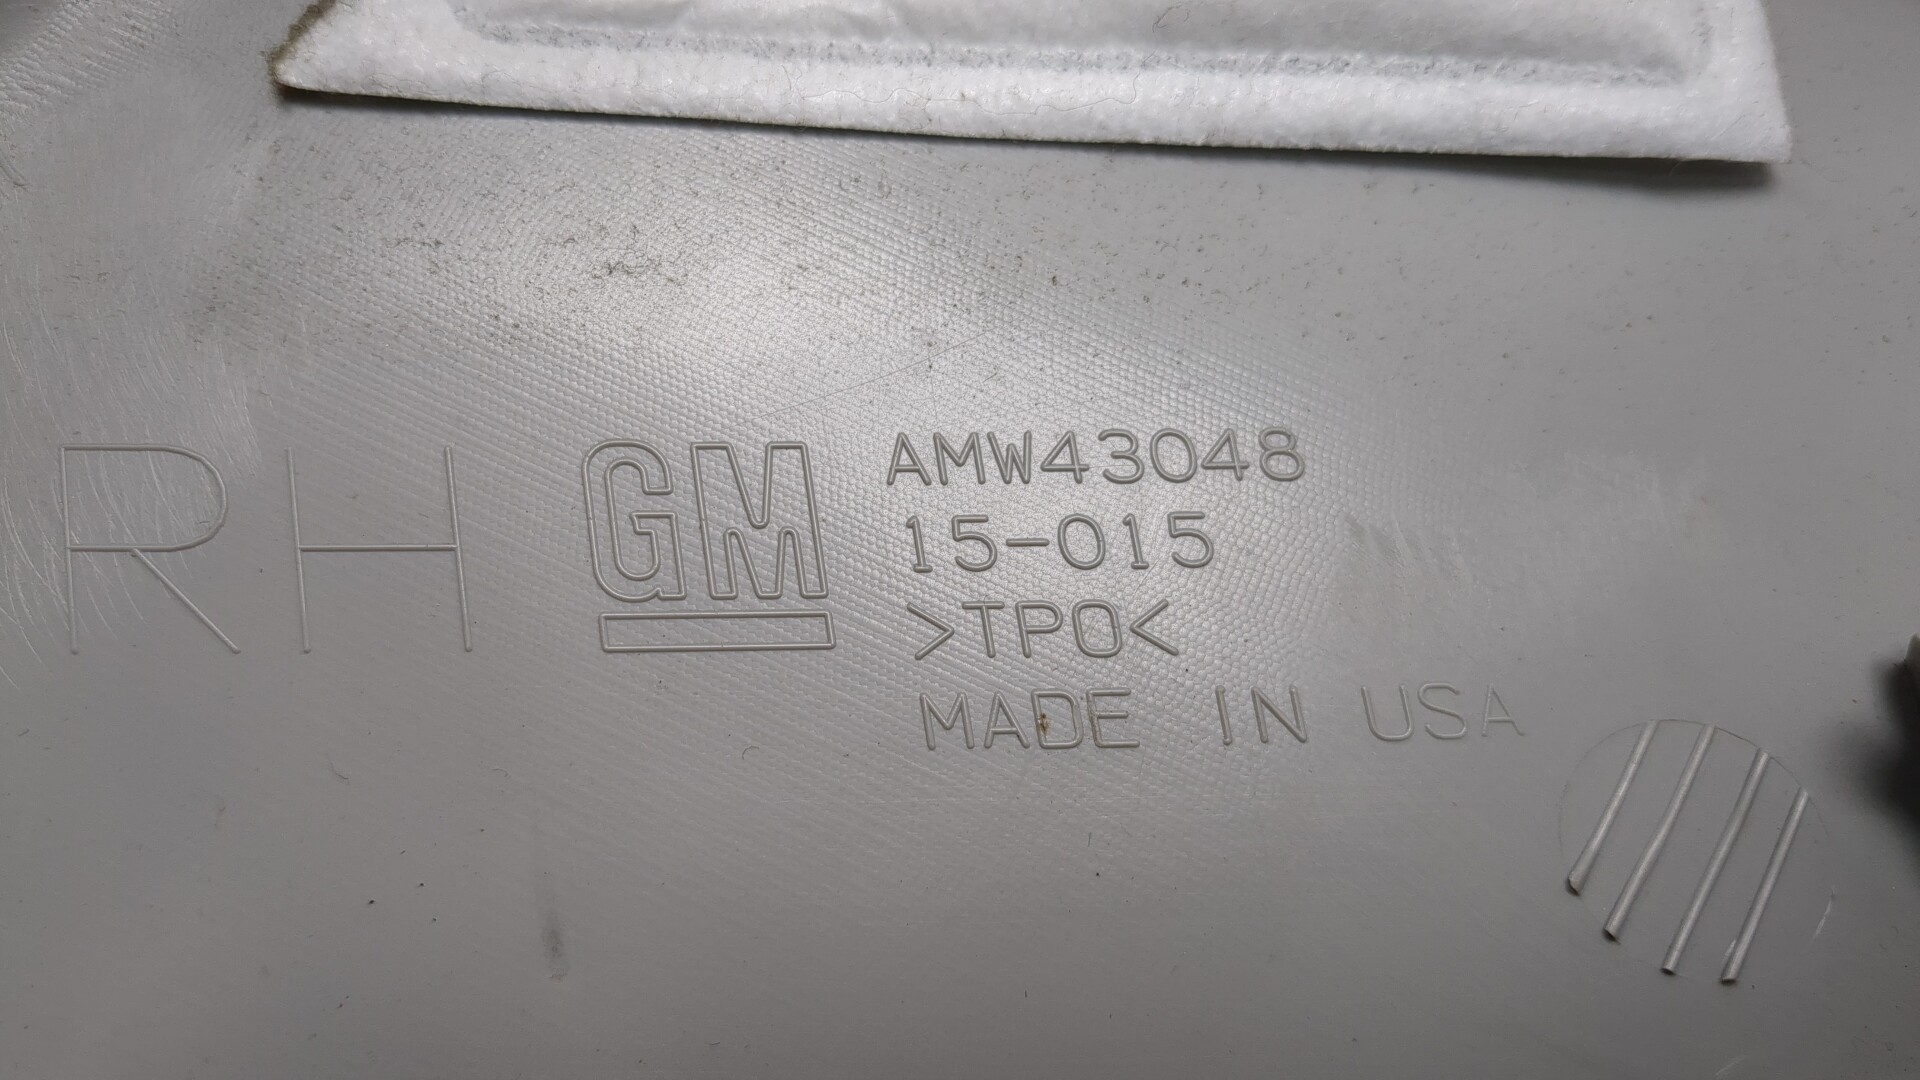 RH
GM
AMW43048
15-015
>TPO<
MADE IN USA